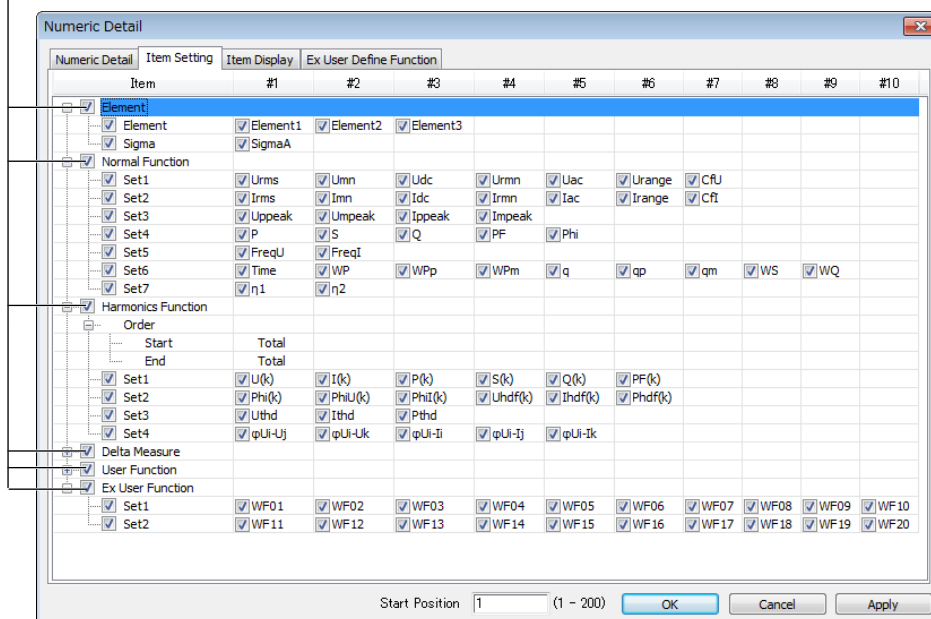 Numeric Detail
Numeric Detail Item Setting Item Display Ex User Define Function
Item #1 #2 #3 #4 #5 #6 #7 #8 #9 #10
Element
Element Element1 Element2 Element3
Sigma SigmaA
Normal Function
Set1 Urms Umn Udc Urmn Uac Urange CfU
Set2 Irms Imn Idc Irmn Iac Irange CfI
Set3 Uppeak Umpeak Ippeak Impeak
Set4 P S Q PF Phi
Set5 FreqU FreqI
Set6 Time WP WPp WPm q qp qm WS WQ
Set7 η1 η2
Harmonics Function
Order
Start Total
End Total
Set1 U(k) I(k) P(k) S(k) Q(k) PF(k)
Set2 Phi(k) PhiU(k) PhiI(k) Uhdf(k) Ihdf(k) Phdf(k)
Set3 Uthd Ithd Pthd
Set4 φUi-Uj φUi-Uk φUi-Ii φUi-Ij φUi-Ik
Delta Measure
User Function
Ex User Function
Set1 WF01 WF02 WF03 WF04 WF05 WF06 WF07 WF08 WF09 WF10
Set2 WF11 WF12 WF13 WF14 WF15 WF16 WF17 WF18 WF19 WF20
Start Position 1 (1 - 200) OK Cancel Apply